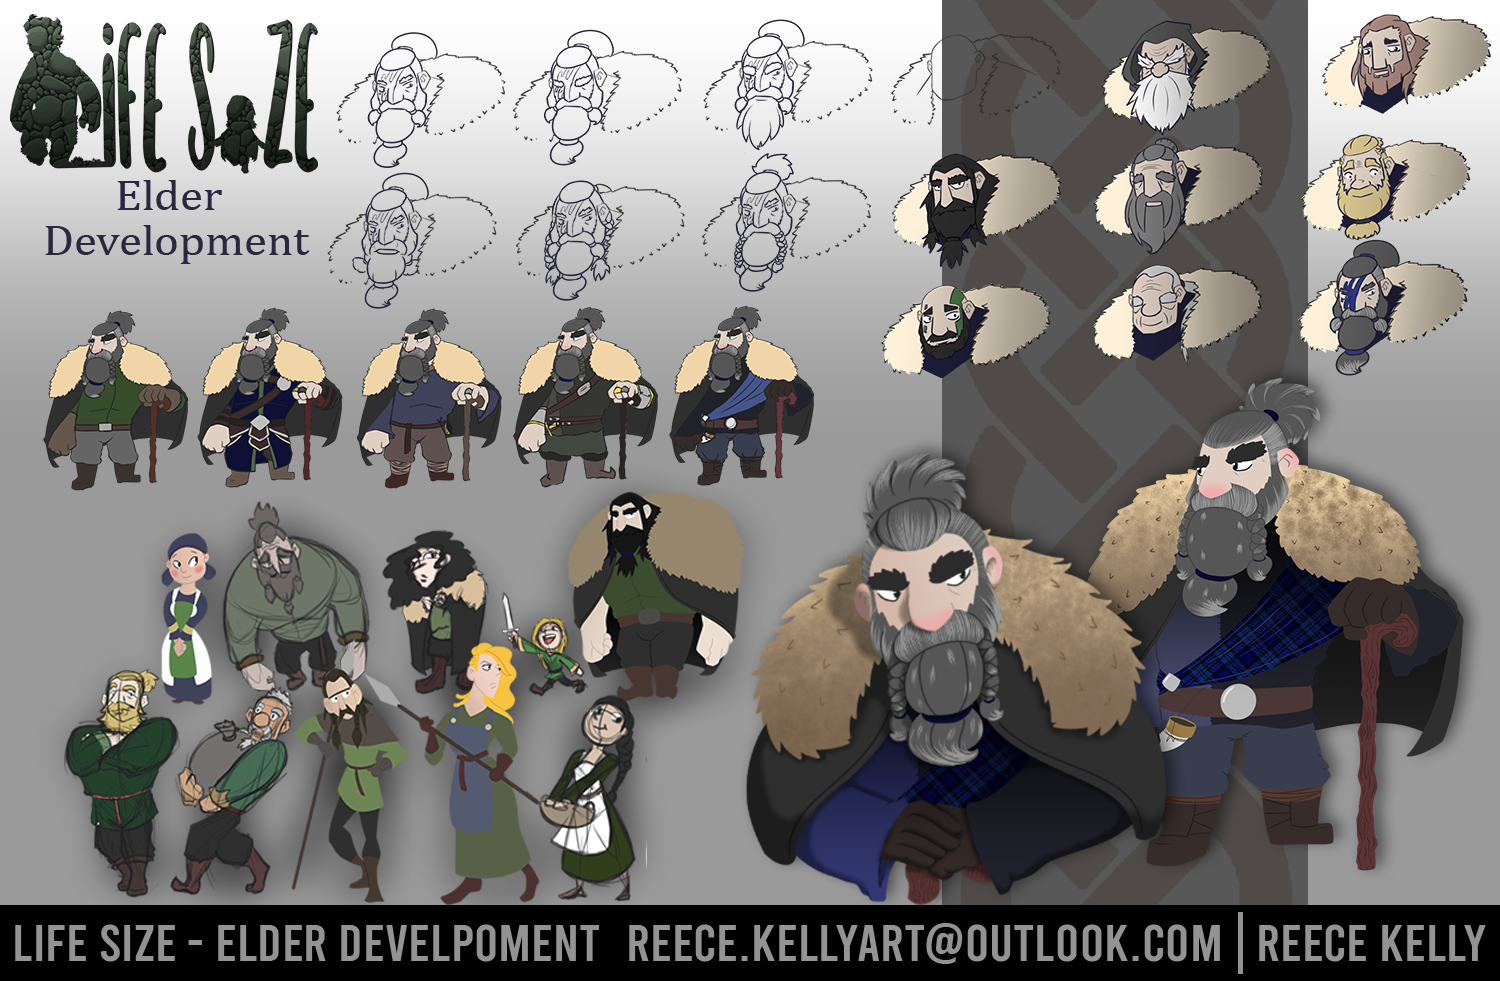 LiFE SiZE
Elder
Development
LIFE SIZE - ELDER DEVELPOMENT REECE.KELLYART@OUTLOOK.COM | REECE KELLY